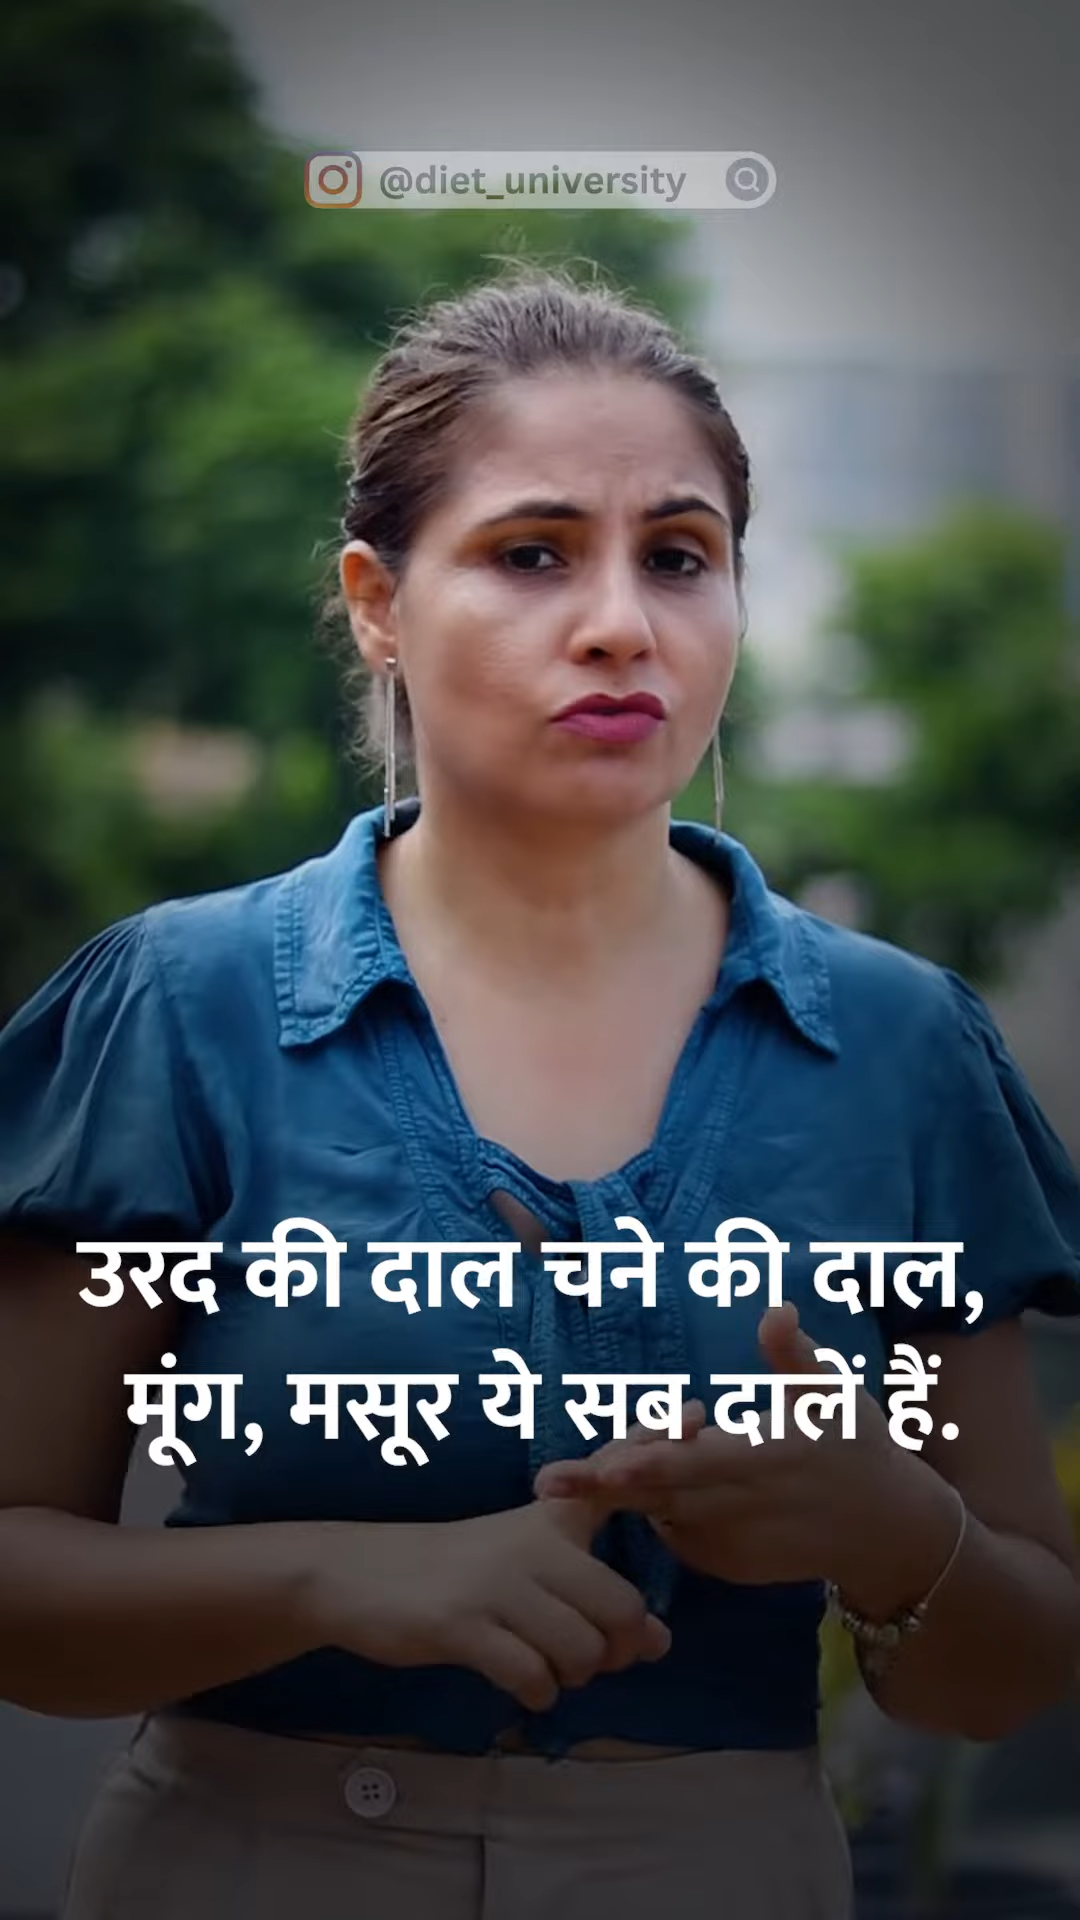 @diet_university
उरद की दाल चने की दाल,
मूंग, मसूर ये सब दालें हैं.